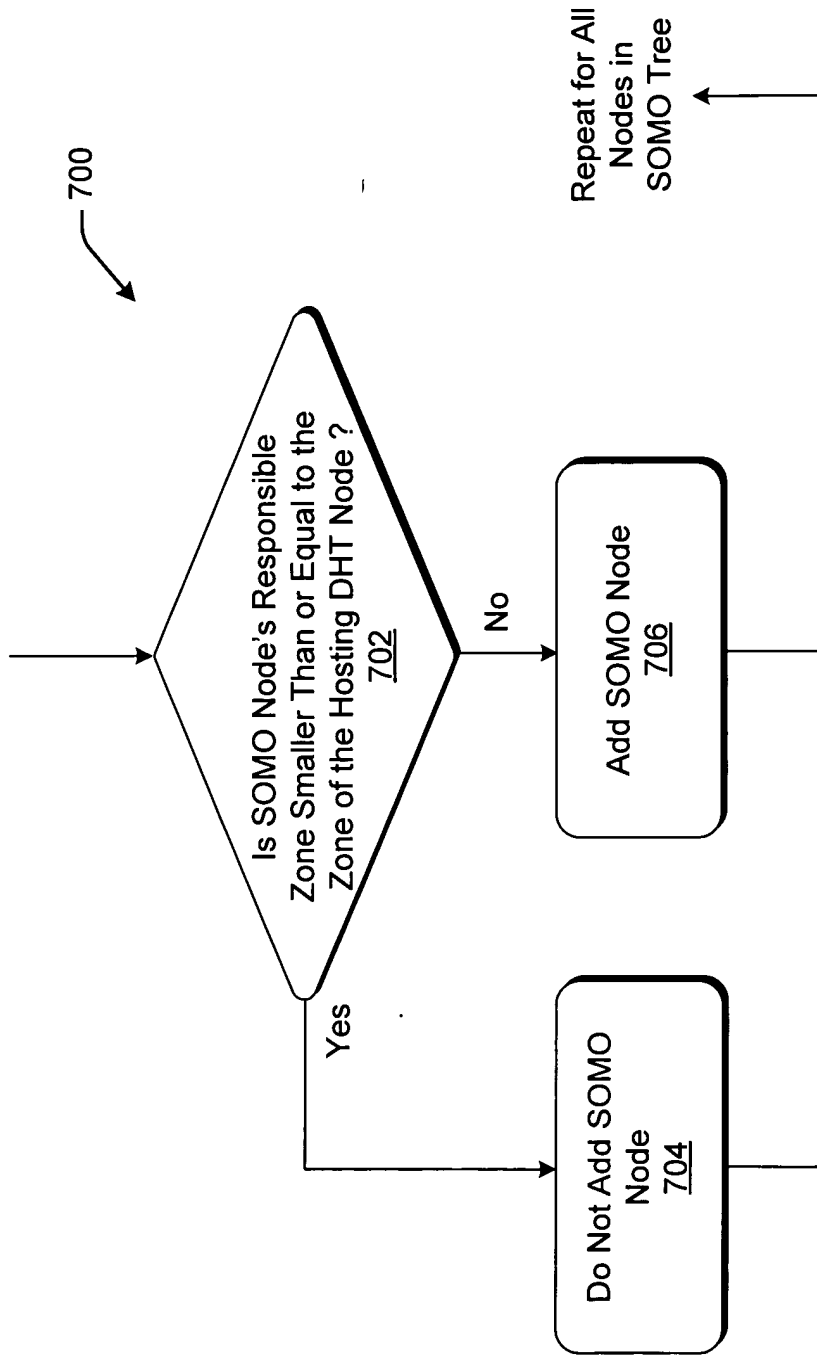 700
Is SOMO Node's Responsible
Zone Smaller Than or Equal to the
Zone of the Hosting DHT Node ?
702
Yes
No
Do Not Add SOMO
Node
704
Add SOMO Node
706
Repeat for All
Nodes in
SOMO Tree